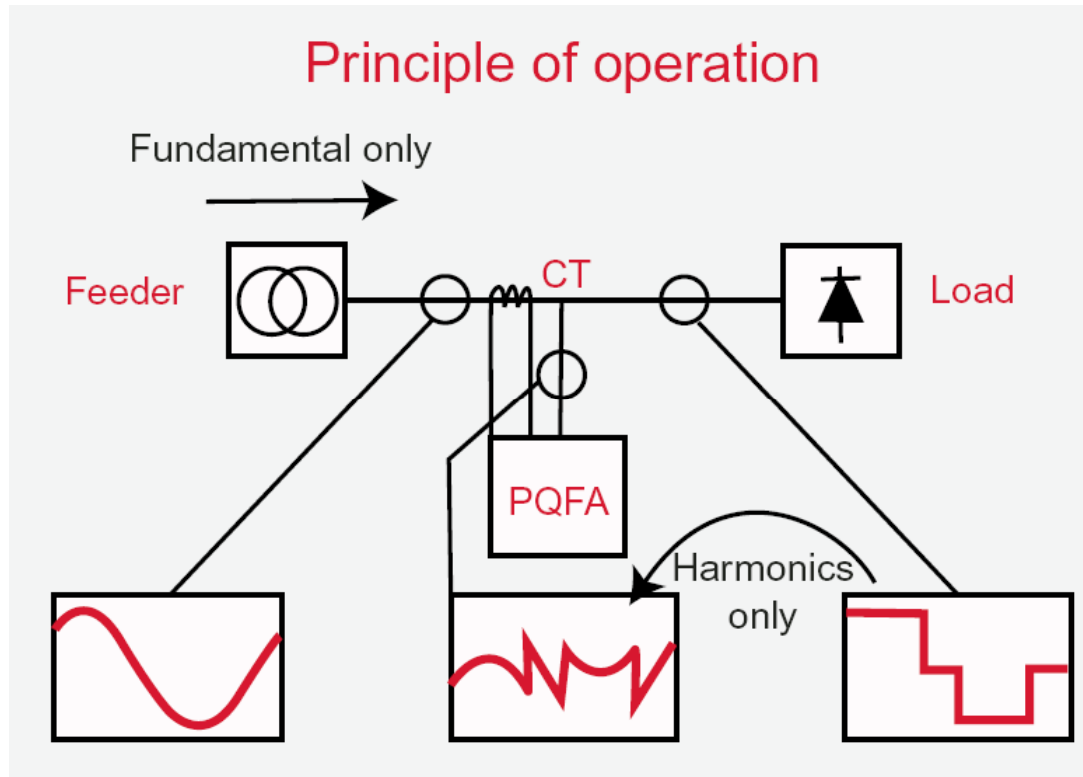 Principle of operation
Fundamental only
Feeder
CT
Load
PQFA
Harmonics
only